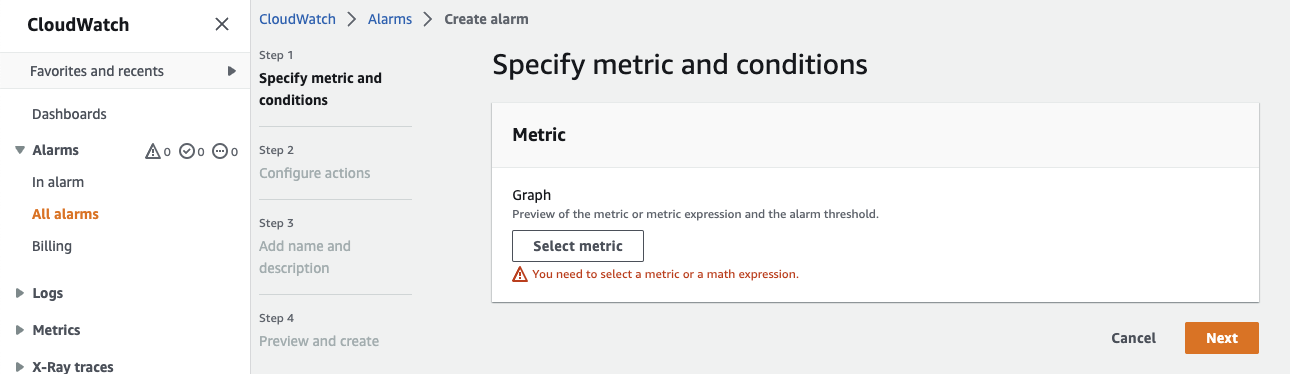 CloudWatch
Favorites and recents
Dashboards
Alarms 0 0 0
In alarm
All alarms
Billing
Logs
Metrics
X-Ray traces
CloudWatch Alarms Create alarm
Step 1
Specify metric and
conditions
Step 2
Configure actions
Step 3
Add name and
description
Step 4
Preview and create
Specify metric and conditions
Metric
Graph
Preview of the metric or metric expression and the alarm threshold.
Select metric
You need to select a metric or a math expression.
Cancel Next